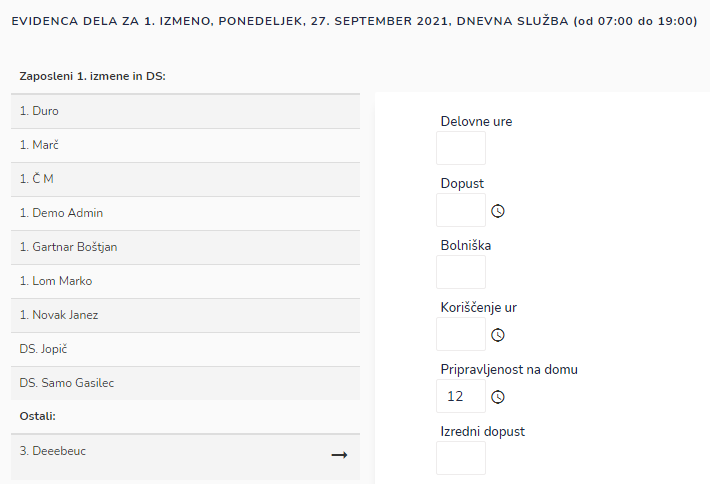 EVIDENCA DELA ZA 1. IZMENO, PONEDELJEK, 27. SEPTEMBER 2021, DNEVNA SLUŽBA (od 07:00 do 19:00)
Zaposleni 1. izmene in DS:
1. Duro
1. Marč
1. Č M
1. Demo Admin
1. Gartnar Boštjan
1. Lom Marko
1. Novak Janez
DS. Jopič
DS. Samo Gasilec
Ostali:
3. Deeebeuc
Delovne ure
Dopust
Bolniška
Koriščenje ur
Pripravljenost na domu
12
Izredni dopust